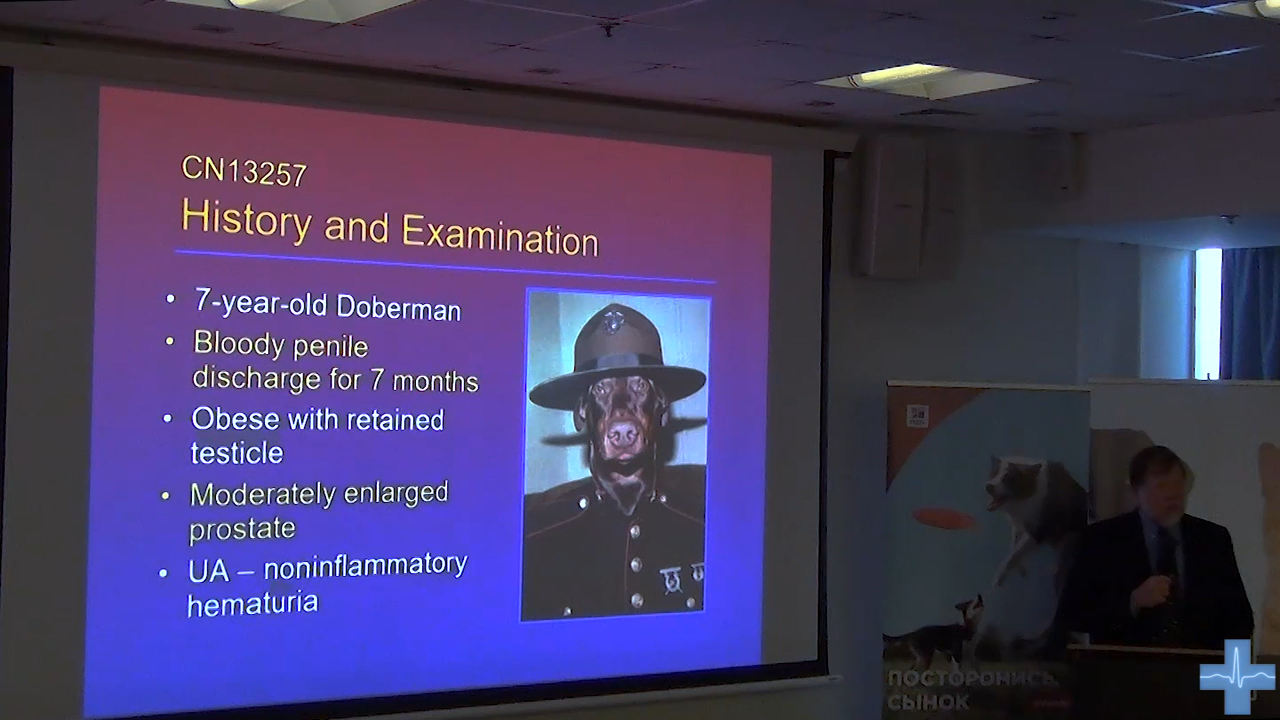 CN13257
History and Examination
• 7-year-old Doberman
• Bloody penile
discharge for 7 months
• Obese with retained
testicle
• Moderately enlarged
prostate
• UA – noninflammatory
hematuria
ПОСТОРОНИСЬ,
СЫНОК